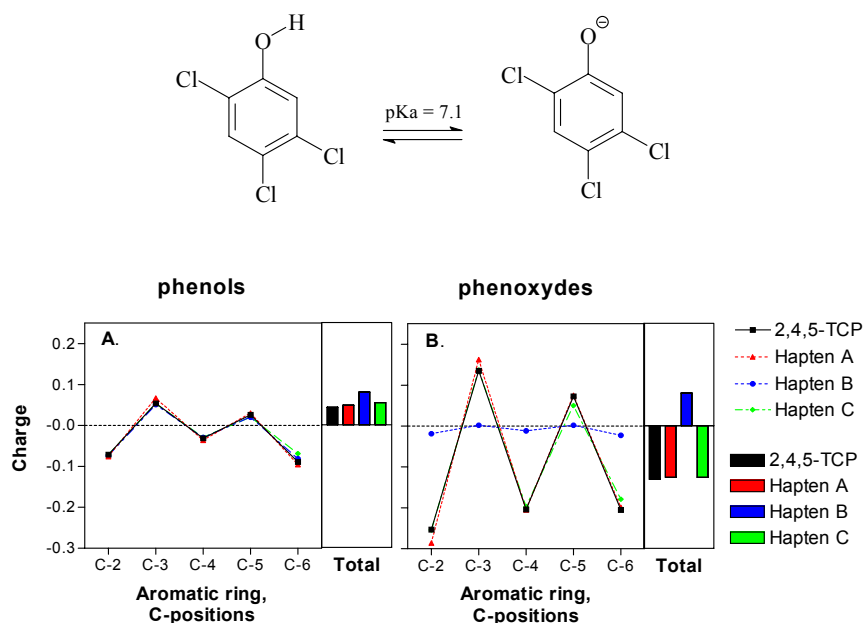 H
O
O⊖
Cl
Cl
pKa = 7.1
Cl
Cl
Cl
Cl
phenols
phenoxydes
A.
B.
2,4,5-TCP
Hapten A
Hapten B
Hapten C
2,4,5-TCP
Hapten A
Hapten B
Hapten C
Charge
0.2
0.1
-0.0
-0.1
-0.2
-0.3
C-2 C-3 C-4 C-5 C-6
Total
C-2 C-3 C-4 C-5 C-6
Total
Aromatic ring,
C-positions
Aromatic ring,
C-positions